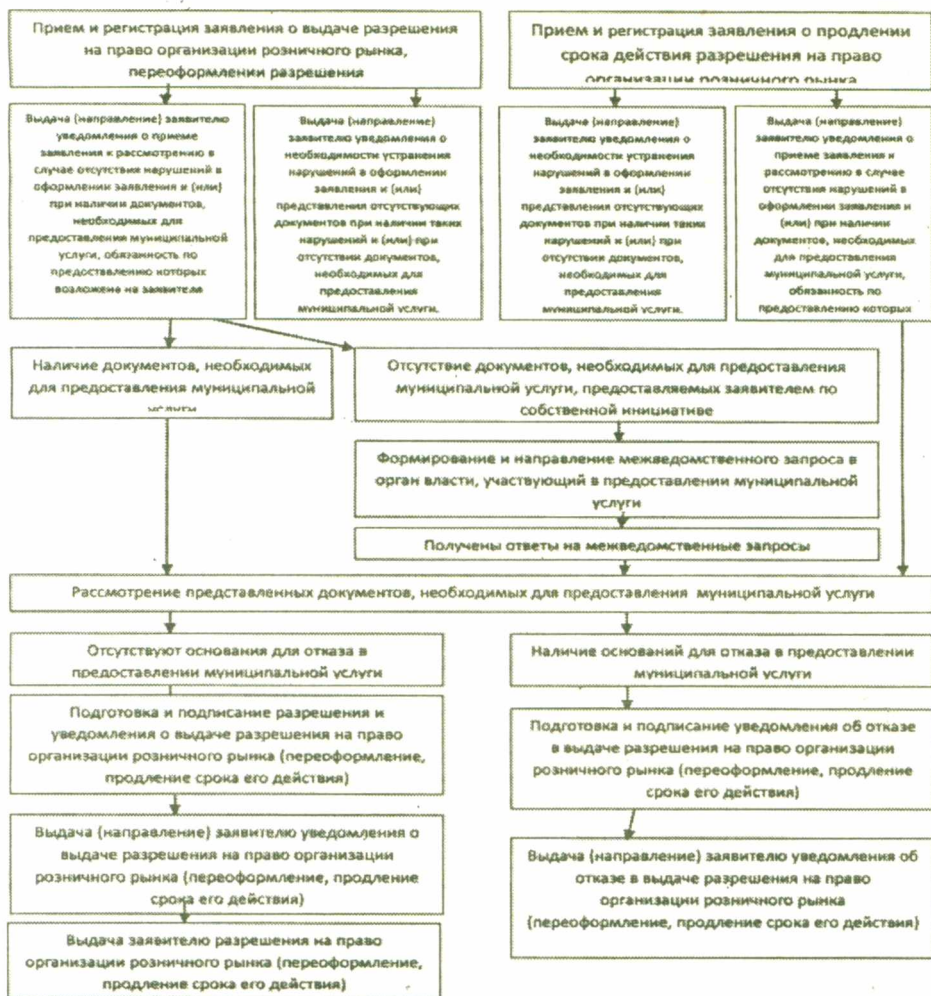 Прием и регистрация заявления о выдаче разрешения
на право организации розничного рынка,
переоформлении разрешения
Прием и регистрация заявления о продлении
срока действия разрешения на право
организации розничного рынка
Выдача (направление) заявителю
уведомления о приеме
заявления к рассмотрению в
случае отсутствия нарушений в
оформлении заявления и (или)
при наличии документов,
необходимых для
предоставления муниципальной
услуги, обязанность по
предоставлению которых
возложена на заявителя
Выдача (направление)
заявителю уведомления о
необходимости устранения
нарушений в оформлении
заявления и (или)
представления отсутствующих
документов при наличии таких
нарушений и (или) при
отсутствии документов,
необходимых для
предоставления
муниципальной услуги.
Выдача (направление)
заявителю уведомления о
необходимости устранения
нарушений в оформлении
заявления и (или)
представления отсутствующих
документов при наличии таких
нарушений и (или) при
отсутствии документов,
необходимых для
предоставления
муниципальной услуги.
Выдача (направление)
заявителю уведомления о
приеме заявления к
рассмотрению в случае
отсутствия нарушений в
оформлении заявления и
(или) при наличии
документов, необходимых
для предоставления
муниципальной услуги,
обязанность по
предоставлению которых
Наличие документов, необходимых
для предоставления муниципальной
услуги
Отсутствие документов, необходимых для предоставления
муниципальной услуги, предоставляемых заявителем по
собственной инициативе
Формирование и направление межведомственного запроса в
орган власти, участвующий в предоставлении муниципальной
услуги
Получены ответы на межведомственные запросы
Рассмотрение представленных документов, необходимых для предоставления муниципальной услуги
Отсутствуют основания для отказа в
предоставлении муниципальной услуги
Наличие оснований для отказа в предоставлении
муниципальной услуги
Подготовка и подписание разрешения и
уведомления о выдаче разрешения на право
организации розничного рынка (переоформление,
продление срока его действия)
Подготовка и подписание уведомления об отказе
в выдаче разрешения на право организации
розничного рынка (переоформление, продление
срока его действия)
Выдача (направление) заявителю уведомления о
выдаче разрешения на право организации
розничного рынка (переоформление, продление
срока его действия)
Выдача (направление) заявителю уведомления об
отказе в выдаче разрешения на право
организации розничного рынка
(переоформление, продление срока его действия)
Выдача заявителю разрешения на право
организации розничного рынка (переоформление,
продление срока его действия)